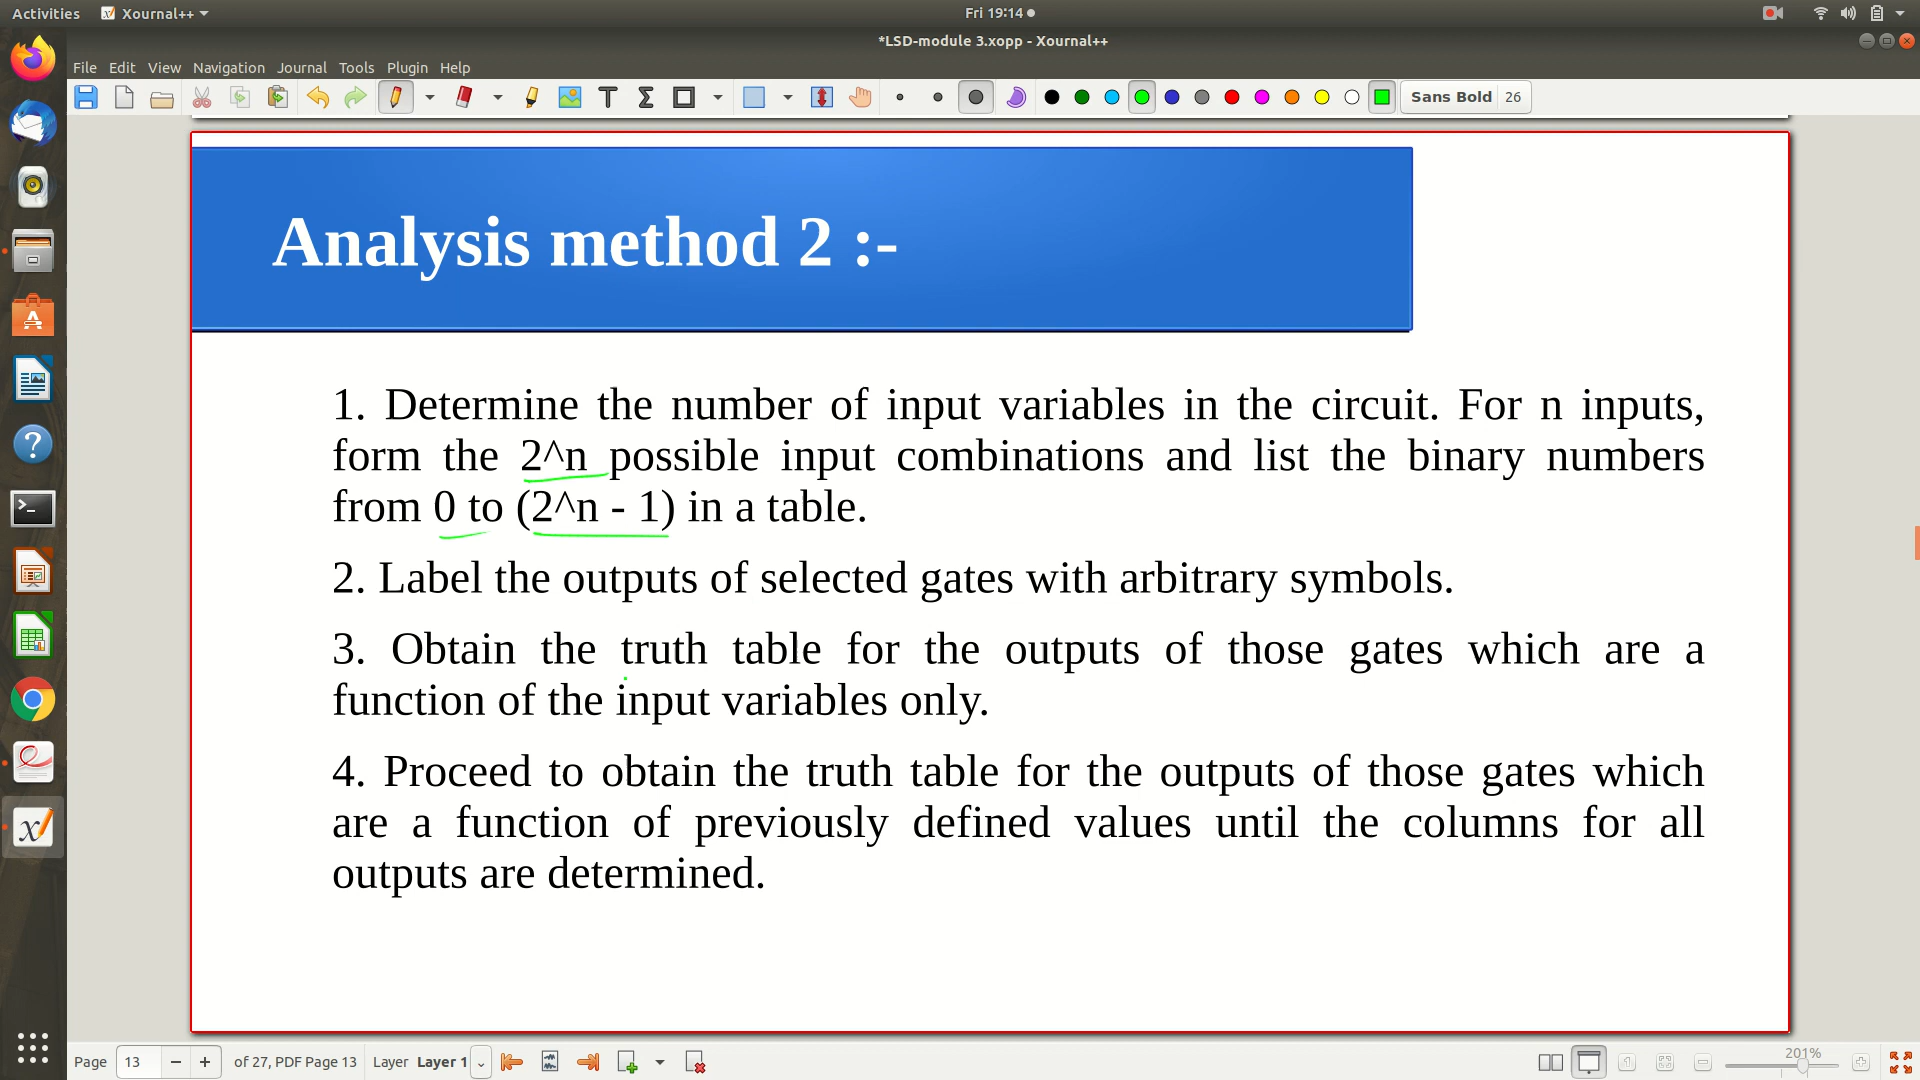 Activities Xournal++ Fri 19:14
*LSD-module 3.xopp - Xournal++
File Edit View Navigation Journal Tools Plugin Help
Sans Bold 26
Analysis method 2 :-
1. Determine the number of input variables in the circuit. For n inputs,
form the 2^n possible input combinations and list the binary numbers
from 0 to (2^n - 1) in a table.
2. Label the outputs of selected gates with arbitrary symbols.
3. Obtain the truth table for the outputs of those gates which are a
function of the input variables only.
4. Proceed to obtain the truth table for the outputs of those gates which
are a function of previously defined values until the columns for all
outputs are determined.
Page 13 of 27, PDF Page 13 Layer Layer 1 201%